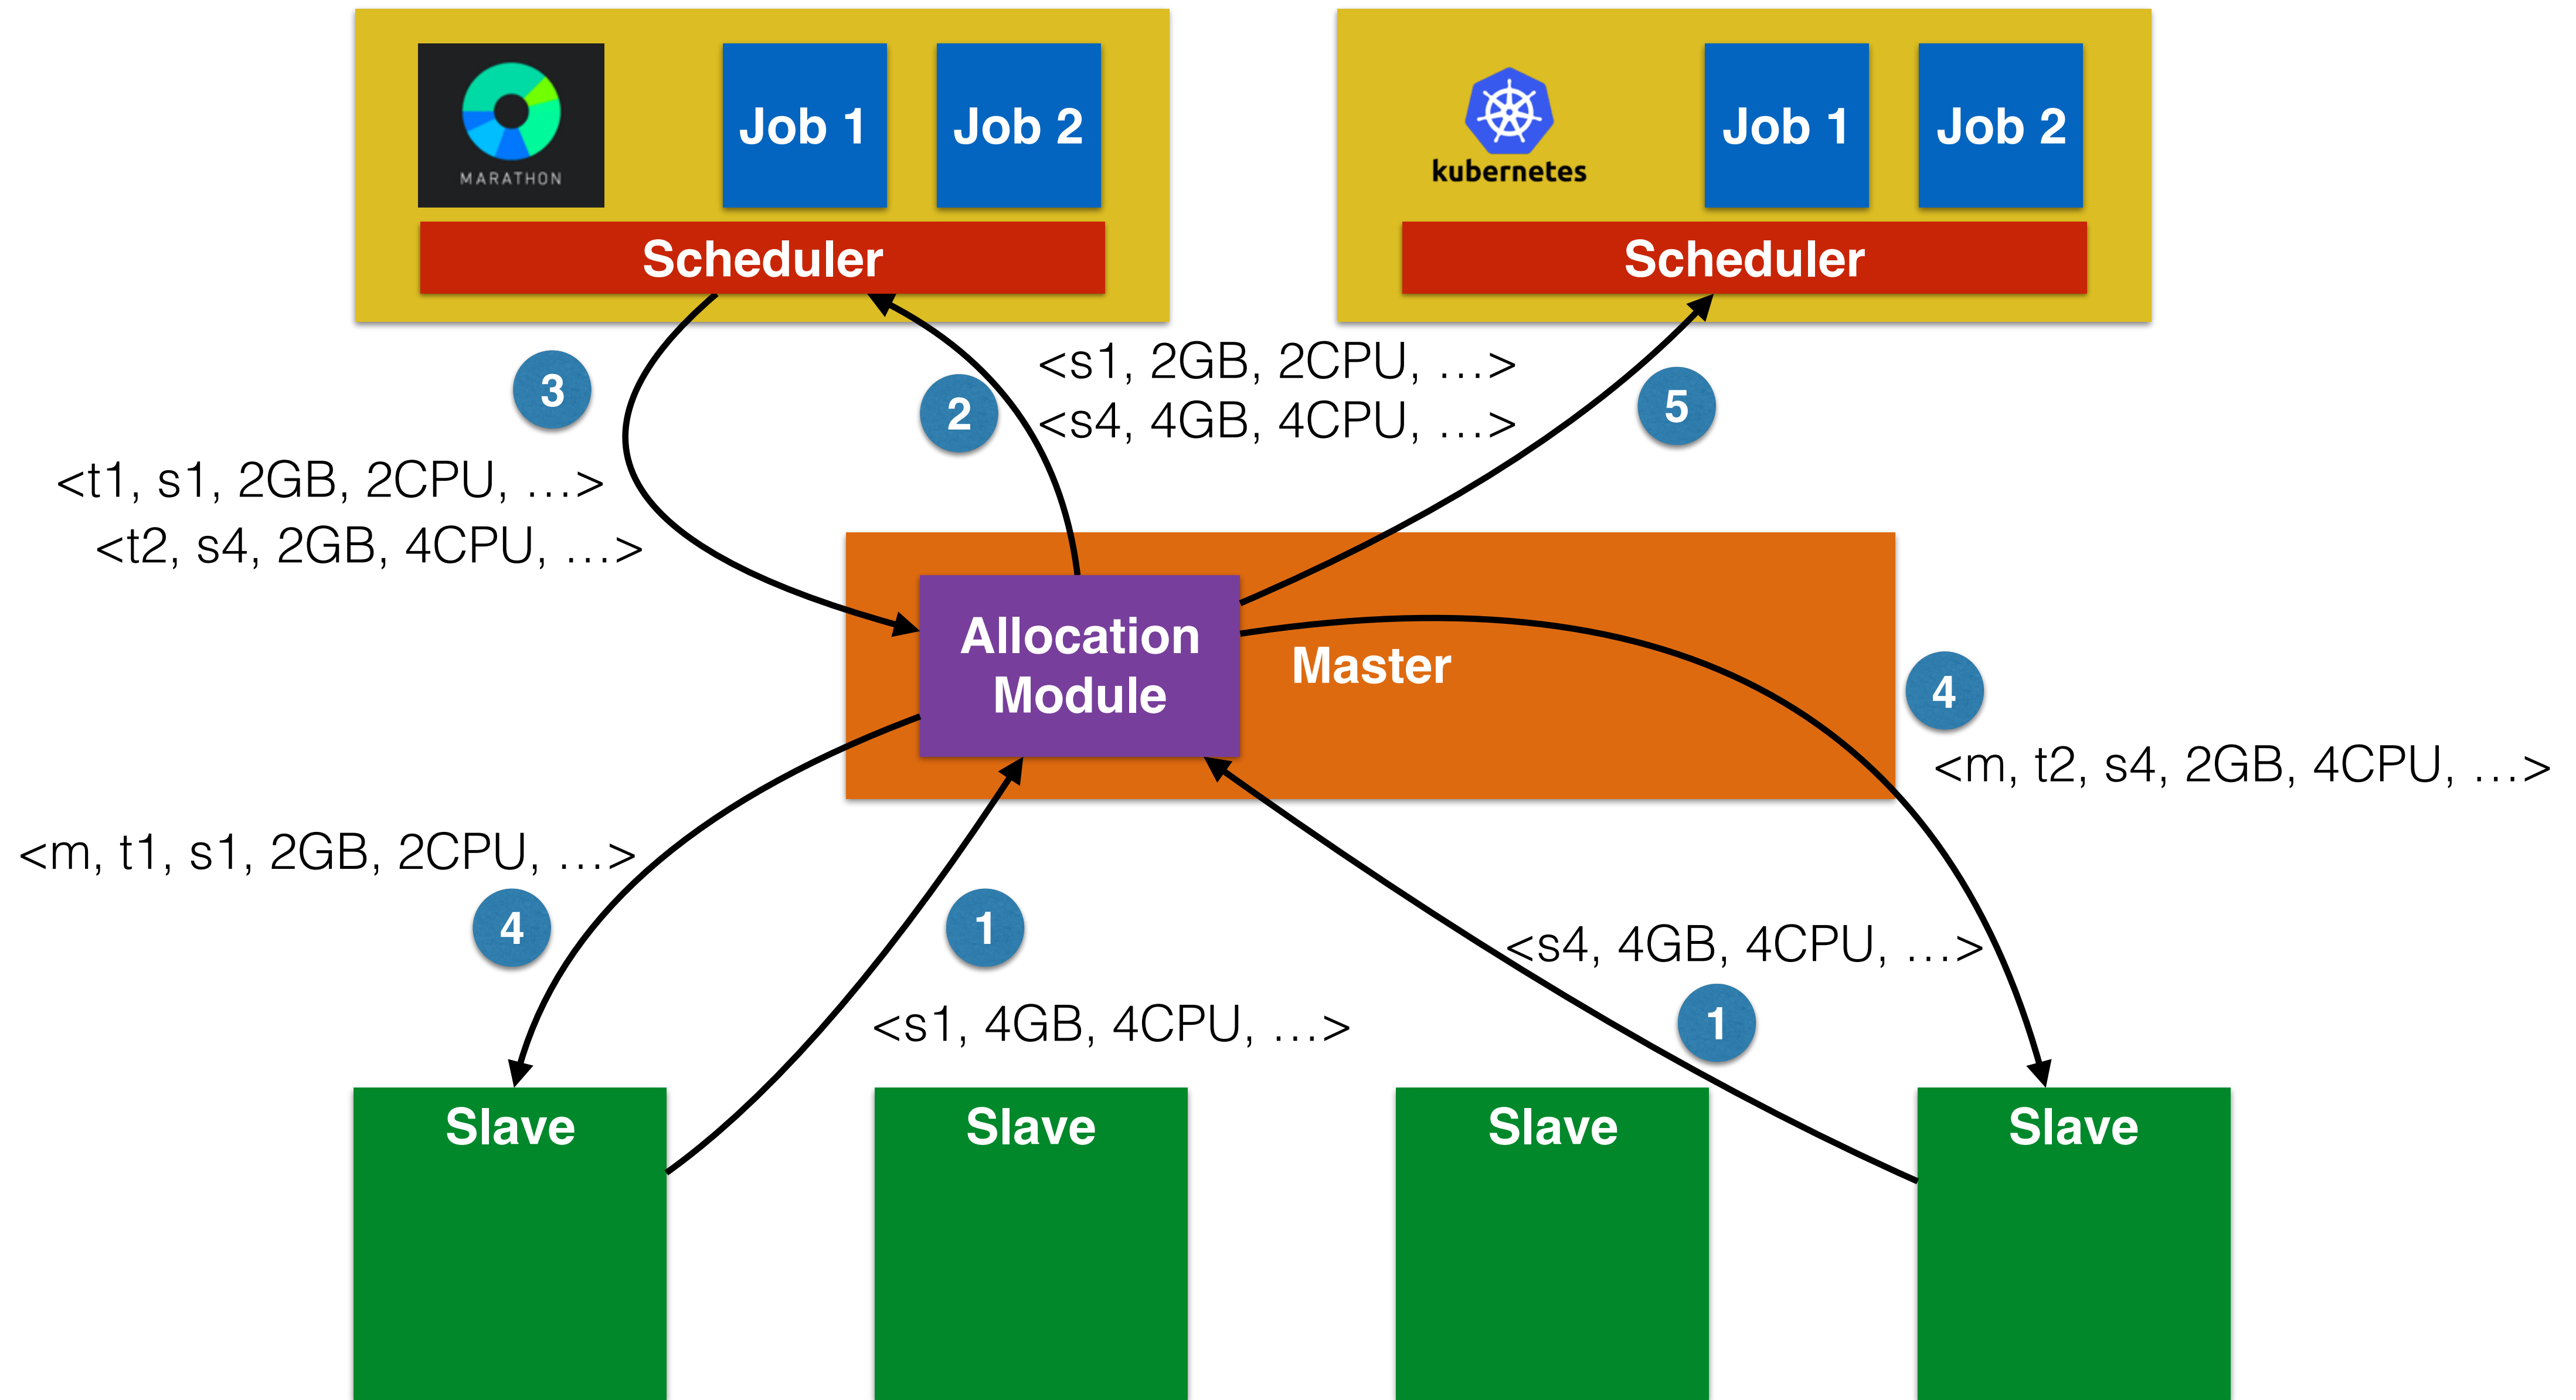 MARATHON
Job 1
Job 2
Scheduler
kubernetes
Job 1
Job 2
Scheduler
3
2
<s1, 2GB, 2CPU, …>
<s4, 4GB, 4CPU, …>
5
<t1, s1, 2GB, 2CPU, …>
<t2, s4, 2GB, 4CPU, …>
Allocation
Module
Master
4
<m, t2, s4, 2GB, 4CPU, …>
<m, t1, s1, 2GB, 2CPU, …>
4
1
<s1, 4GB, 4CPU, …>
<s4, 4GB, 4CPU, …>
1
Slave
Slave
Slave
Slave